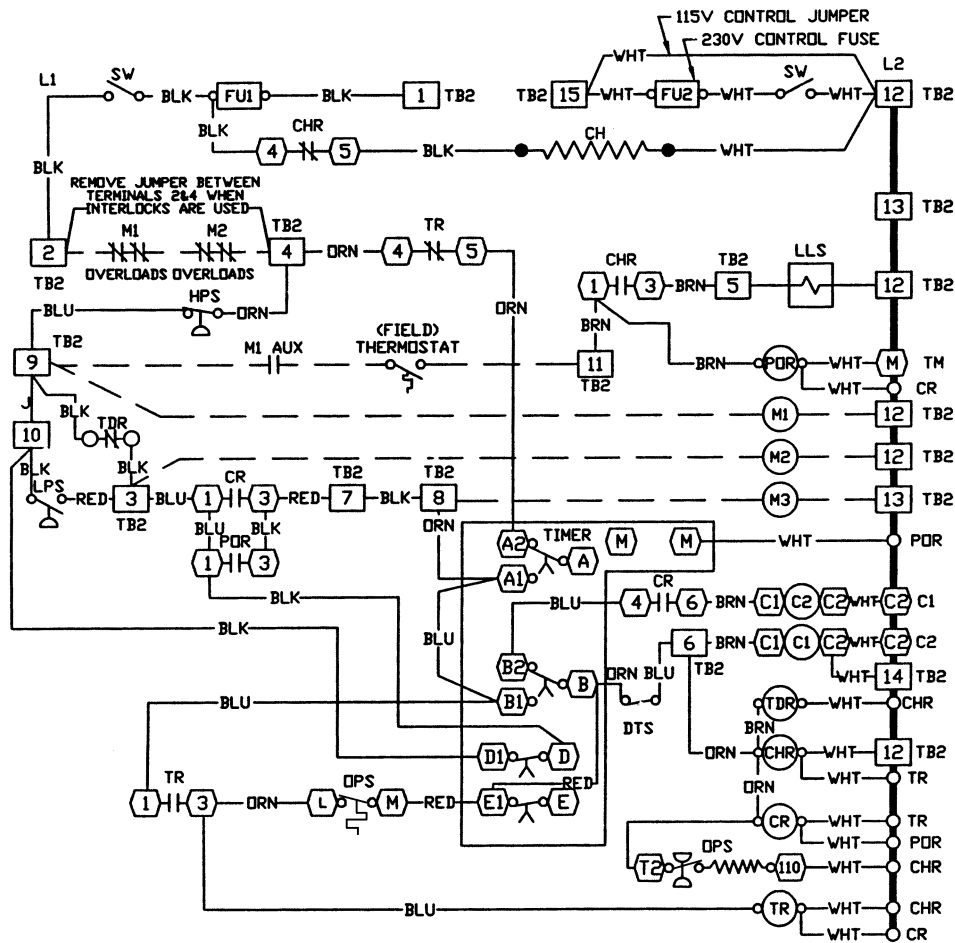 115V CONTROL JUMPER
230V CONTROL FUSE
WHT
L1
SW
BLK
FU1
BLK
1
TB2
TB2
15
WHT
FU2
WHT
SW
WHT
L2
12
TB2
BLK
CHR
4
5
BLK
CH
WHT
BLK
REMOVE JUMPER BETWEEN
TERMINALS 2&4 WHEN
INTERLOCKS ARE USED
13
TB2
M1
M2
TB2
TR
2
4
ORN
4
5
TB2
OVERLOADS
OVERLOADS
CHR
TB2
LLS
1
3
BRN
5
12
TB2
HPS
BLU
ORN
ORN
BRN
TB2
9
M1 AUX
(FIELD)
THERMOSTAT
11
TB2
BRN
POR
WHT
M
TM
WHT
CR
J
BLK
TDR
10
M1
12
TB2
BLK
BLK
M2
12
TB2
LPS
RED
3
TB2
BLU
1
CR
3
RED
TB2
7
BLK
TB2
8
M3
13
TB2
BLU
BLK
ORN
1
POR
3
A2
TIMER
A
M
M
WHT
POR
A1
BLK
BLU
4
CR
6
BRN
C1
C2
C2
WHT
C2
C1
BLK
BLU
B2
6
TB2
BRN
C1
C1
C2
WHT
C2
C2
WHT
14
TB2
BLU
B1
B
ORN
BLU
DTS
TDR
WHT
CHR
BRN
D1
D
ORN
CHR
WHT
12
TB2
WHT
TR
TR
1
3
ORN
L
OPS
M
RED
E1
E
RED
ORN
CR
WHT
TR
WHT
POR
OPS
T2
110
WHT
CHR
BLU
TR
WHT
CHR
WHT
CR